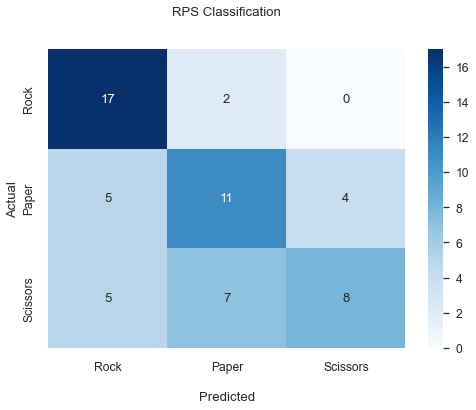 RPS Classification
Actual
Rock
17 2 0
Paper
5 11 4
Scissors
5 7 8
Rock Paper Scissors
Predicted
16
14
12
10
8
6
4
2
0